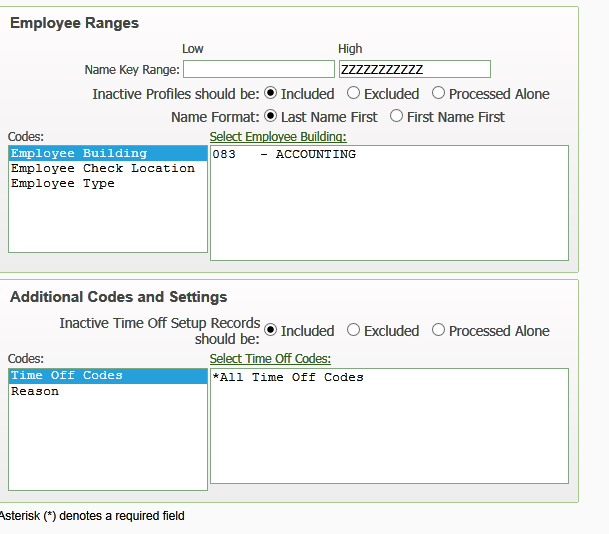 Employee Ranges
Low High
Name Key Range: ZZZZZZZZZZZ
Inactive Profiles should be: Included Excluded Processed Alone
Name Format: Last Name First First Name First
Codes: Select Employee Building:
Employee Building 083 - ACCOUNTING
Employee Check Location
Employee Type
Additional Codes and Settings
Inactive Time Off Setup Records
should be: Included Excluded Processed Alone
Codes: Select Time Off Codes:
Time Off Codes *All Time Off Codes
Reason
Asterisk (*) denotes a required field